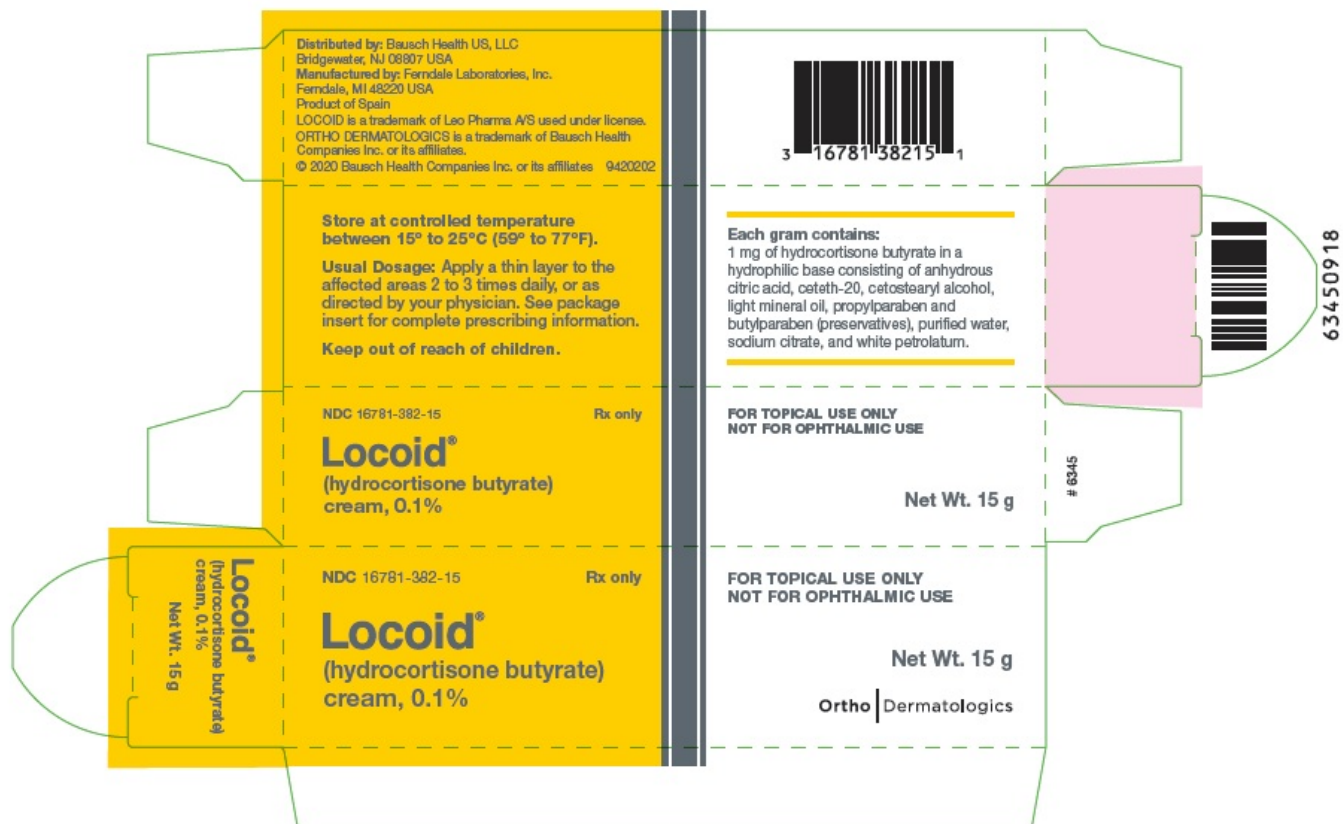 Distributed by: Bausch Health US, LLC
Bridgewater, NJ 08807 USA
Manufactured by: Ferndale Laboratories, Inc.
Ferndale, MI 48220 USA
Product of Spain
LOCOID is a trademark of Leo Pharma A/S used under license.
ORTHO DERMATOLOGICS is a trademark of Bausch Health
Companies Inc. or its affiliates.
© 2020 Bausch Health Companies Inc. or its affiliates 9420202
3 16781 38215 1
Store at controlled temperature
between 15° to 25°C (59° to 77°F).
Usual Dosage: Apply a thin layer to the
affected areas 2 to 3 times daily, or as
directed by your physician. See package
insert for complete prescribing information.
Keep out of reach of children.
Each gram contains:
1 mg of hydrocortisone butyrate in a
hydrophilic base consisting of anhydrous
citric acid, ceteth-20, cetostearyl alcohol,
light mineral oil, propylparaben and
butylparaben (preservatives), purified water,
sodium citrate, and white petrolatum.
63450918
NDC 16781-382-15 Rx only
Locoid®
(hydrocortisone butyrate)
cream, 0.1%
FOR TOPICAL USE ONLY
NOT FOR OPHTHALMIC USE
Net Wt. 15 g
# 6345
Locoid®
(hydrocortisone butyrate)
cream, 0.1%
Net Wt. 15 g
NDC 16781-382-15 Rx only
Locoid®
(hydrocortisone butyrate)
cream, 0.1%
FOR TOPICAL USE ONLY
NOT FOR OPHTHALMIC USE
Net Wt. 15 g
Ortho | Dermatologics